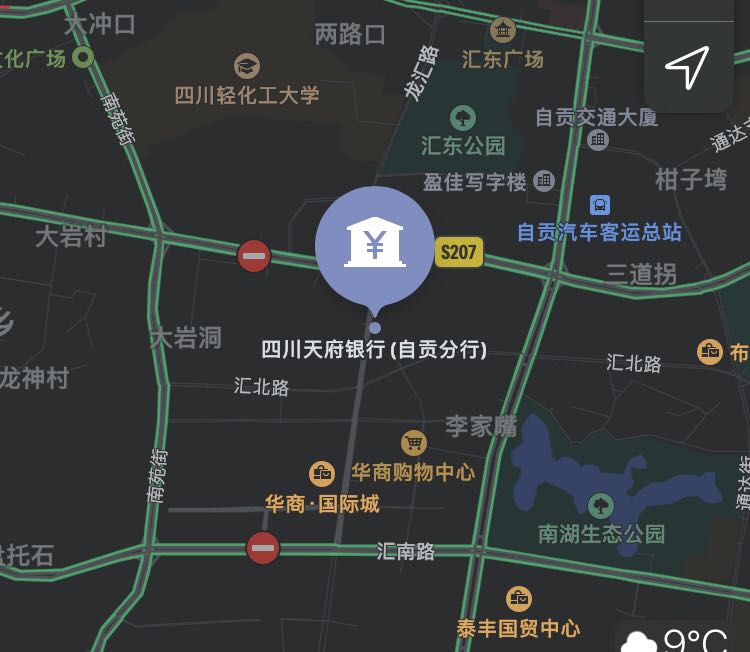 大冲口
两路口
汇东广场
化广场
四川轻化工大学
龙汇路
南苑街
汇东公园
自贡交通大厦
通达
盈佳写字楼
柑子塆
大岩村
¥
S207
自贡汽车客运总站
三道拐
乡
大岩洞
四川天府银行(自贡分行)
汇北路
汇北路
布
龙神村
李家嘴
华商购物中心
华商·国际城
南苑街
通达街
南湖生态公园
托石
汇南路
泰丰国贸中心
9°C